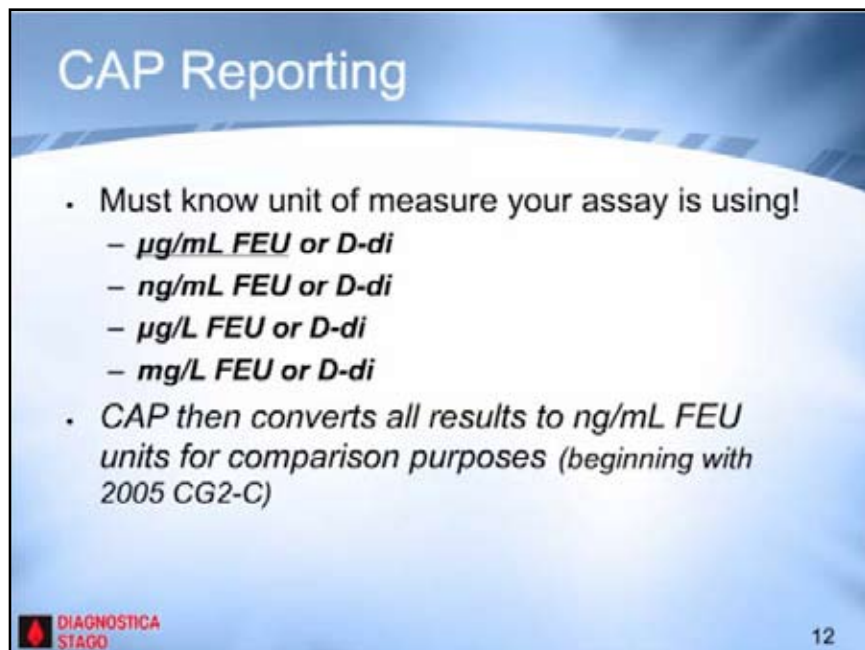 CAP Reporting
• Must know unit of measure your assay is using!
– µg/mL FEU or D-di
– ng/mL FEU or D-di
– µg/L FEU or D-di
– mg/L FEU or D-di
• CAP then converts all results to ng/mL FEU
units for comparison purposes (beginning with
2005 CG2-C)
DIAGNOSTICA
STAGO
12